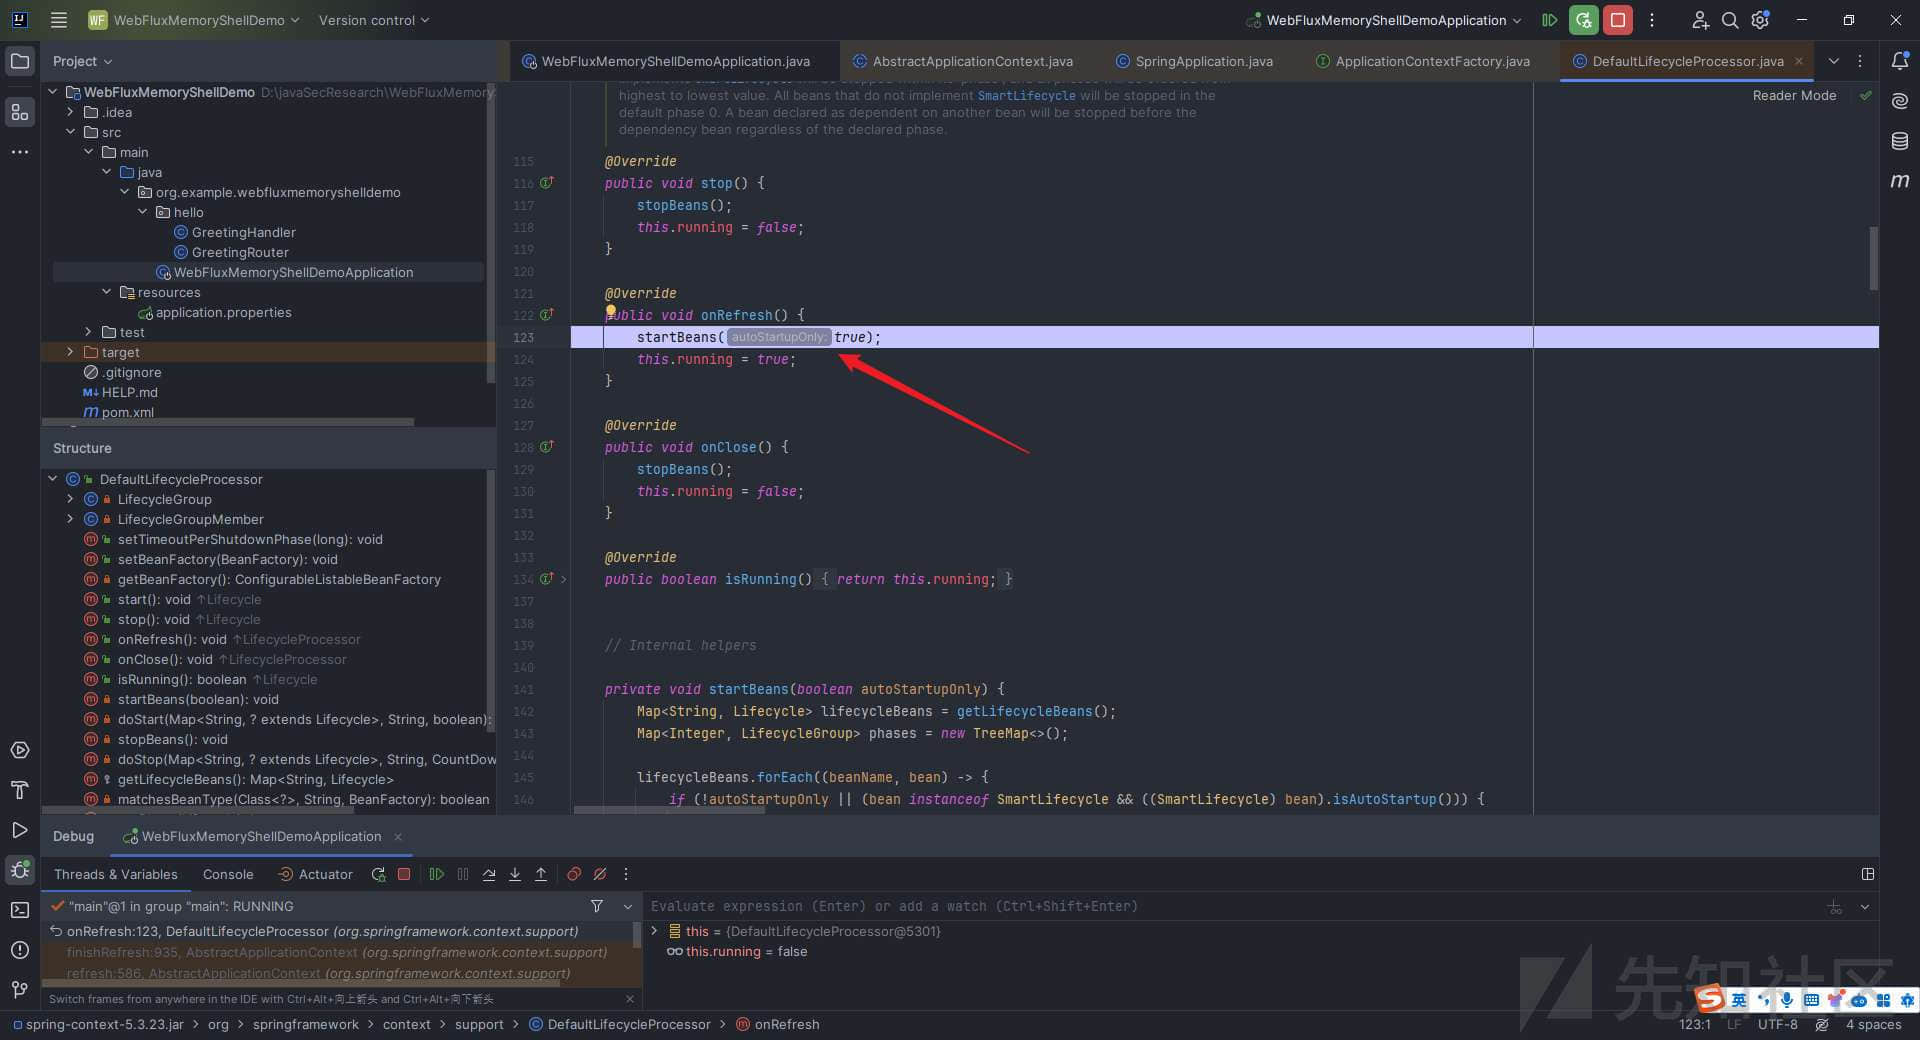 WF WebFluxMemoryShellDemo Version control WebFluxMemoryShellDemoApplication
Project
WebFluxMemoryShellDemoApplication.java AbstractApplicationContext.java SpringApplication.java ApplicationContextFactory.java DefaultLifecycleProcessor.java
WebFluxMemoryShellDemo D:\javaSecResearch\WebFluxMemory
.idea
src
main
java
org.example.webfluxmemoryshelldemo
hello
GreetingHandler
GreetingRouter
WebFluxMemoryShellDemoApplication
resources
application.properties
test
target
.gitignore
M↓ HELP.md
m pom.xml
Reader Mode
highest to lowest value. All beans that do not implement SmartLifecycle will be stopped in the
default phase 0. A bean declared as dependent on another bean will be stopped before the
dependency bean regardless of the declared phase.
115 @Override
116 public void stop() {
117 stopBeans();
118 this.running = false;
119 }
120
121 @Override
122 public void onRefresh() {
123 startBeans( autoStartupOnly: true);
124 this.running = true;
125 }
126
127 @Override
128 public void onClose() {
129 stopBeans();
130 this.running = false;
131 }
132
133 @Override
134 public boolean isRunning() { return this.running; }
137
138
139 // Internal helpers
140
141 private void startBeans(boolean autoStartupOnly) {
142 Map<String, Lifecycle> lifecycleBeans = getLifecycleBeans();
143 Map<Integer, LifecycleGroup> phases = new TreeMap<>();
144
145 lifecycleBeans.forEach((beanName, bean) -> {
146 if (!autoStartupOnly || (bean instanceof SmartLifecycle && ((SmartLifecycle) bean).isAutoStartup())) {
Structure
DefaultLifecycleProcessor
LifecycleGroup
LifecycleGroupMember
setTimeoutPerShutdownPhase(long): void
setBeanFactory(BeanFactory): void
getBeanFactory(): ConfigurableListableBeanFactory
start(): void ↑Lifecycle
stop(): void ↑Lifecycle
onRefresh(): void ↑LifecycleProcessor
onClose(): void ↑LifecycleProcessor
isRunning(): boolean ↑Lifecycle
startBeans(boolean): void
doStart(Map<String, ? extends Lifecycle>, String, boolean):
stopBeans(): void
doStop(Map<String, ? extends Lifecycle>, String, CountDow
getLifecycleBeans(): Map<String, Lifecycle>
matchesBeanType(Class<?>, String, BeanFactory): boolean
Debug WebFluxMemoryShellDemoApplication
Threads & Variables Console Actuator
"main"@1 in group "main": RUNNING
onRefresh:123, DefaultLifecycleProcessor (org.springframework.context.support)
finishRefresh:935, AbstractApplicationContext (org.springframework.context.support)
refresh:586, AbstractApplicationContext (org.springframework.context.support)
Switch frames from anywhere in the IDE with Ctrl+Alt+向上箭头 and Ctrl+Alt+向下箭头
Evaluate expression (Enter) or add a watch (Ctrl+Shift+Enter)
this = {DefaultLifecycleProcessor@5301}
this.running = false
先知社区
英
spring-context-5.3.23.jar org springframework context support DefaultLifecycleProcessor onRefresh
123:1 LF UTF-8 4 spaces